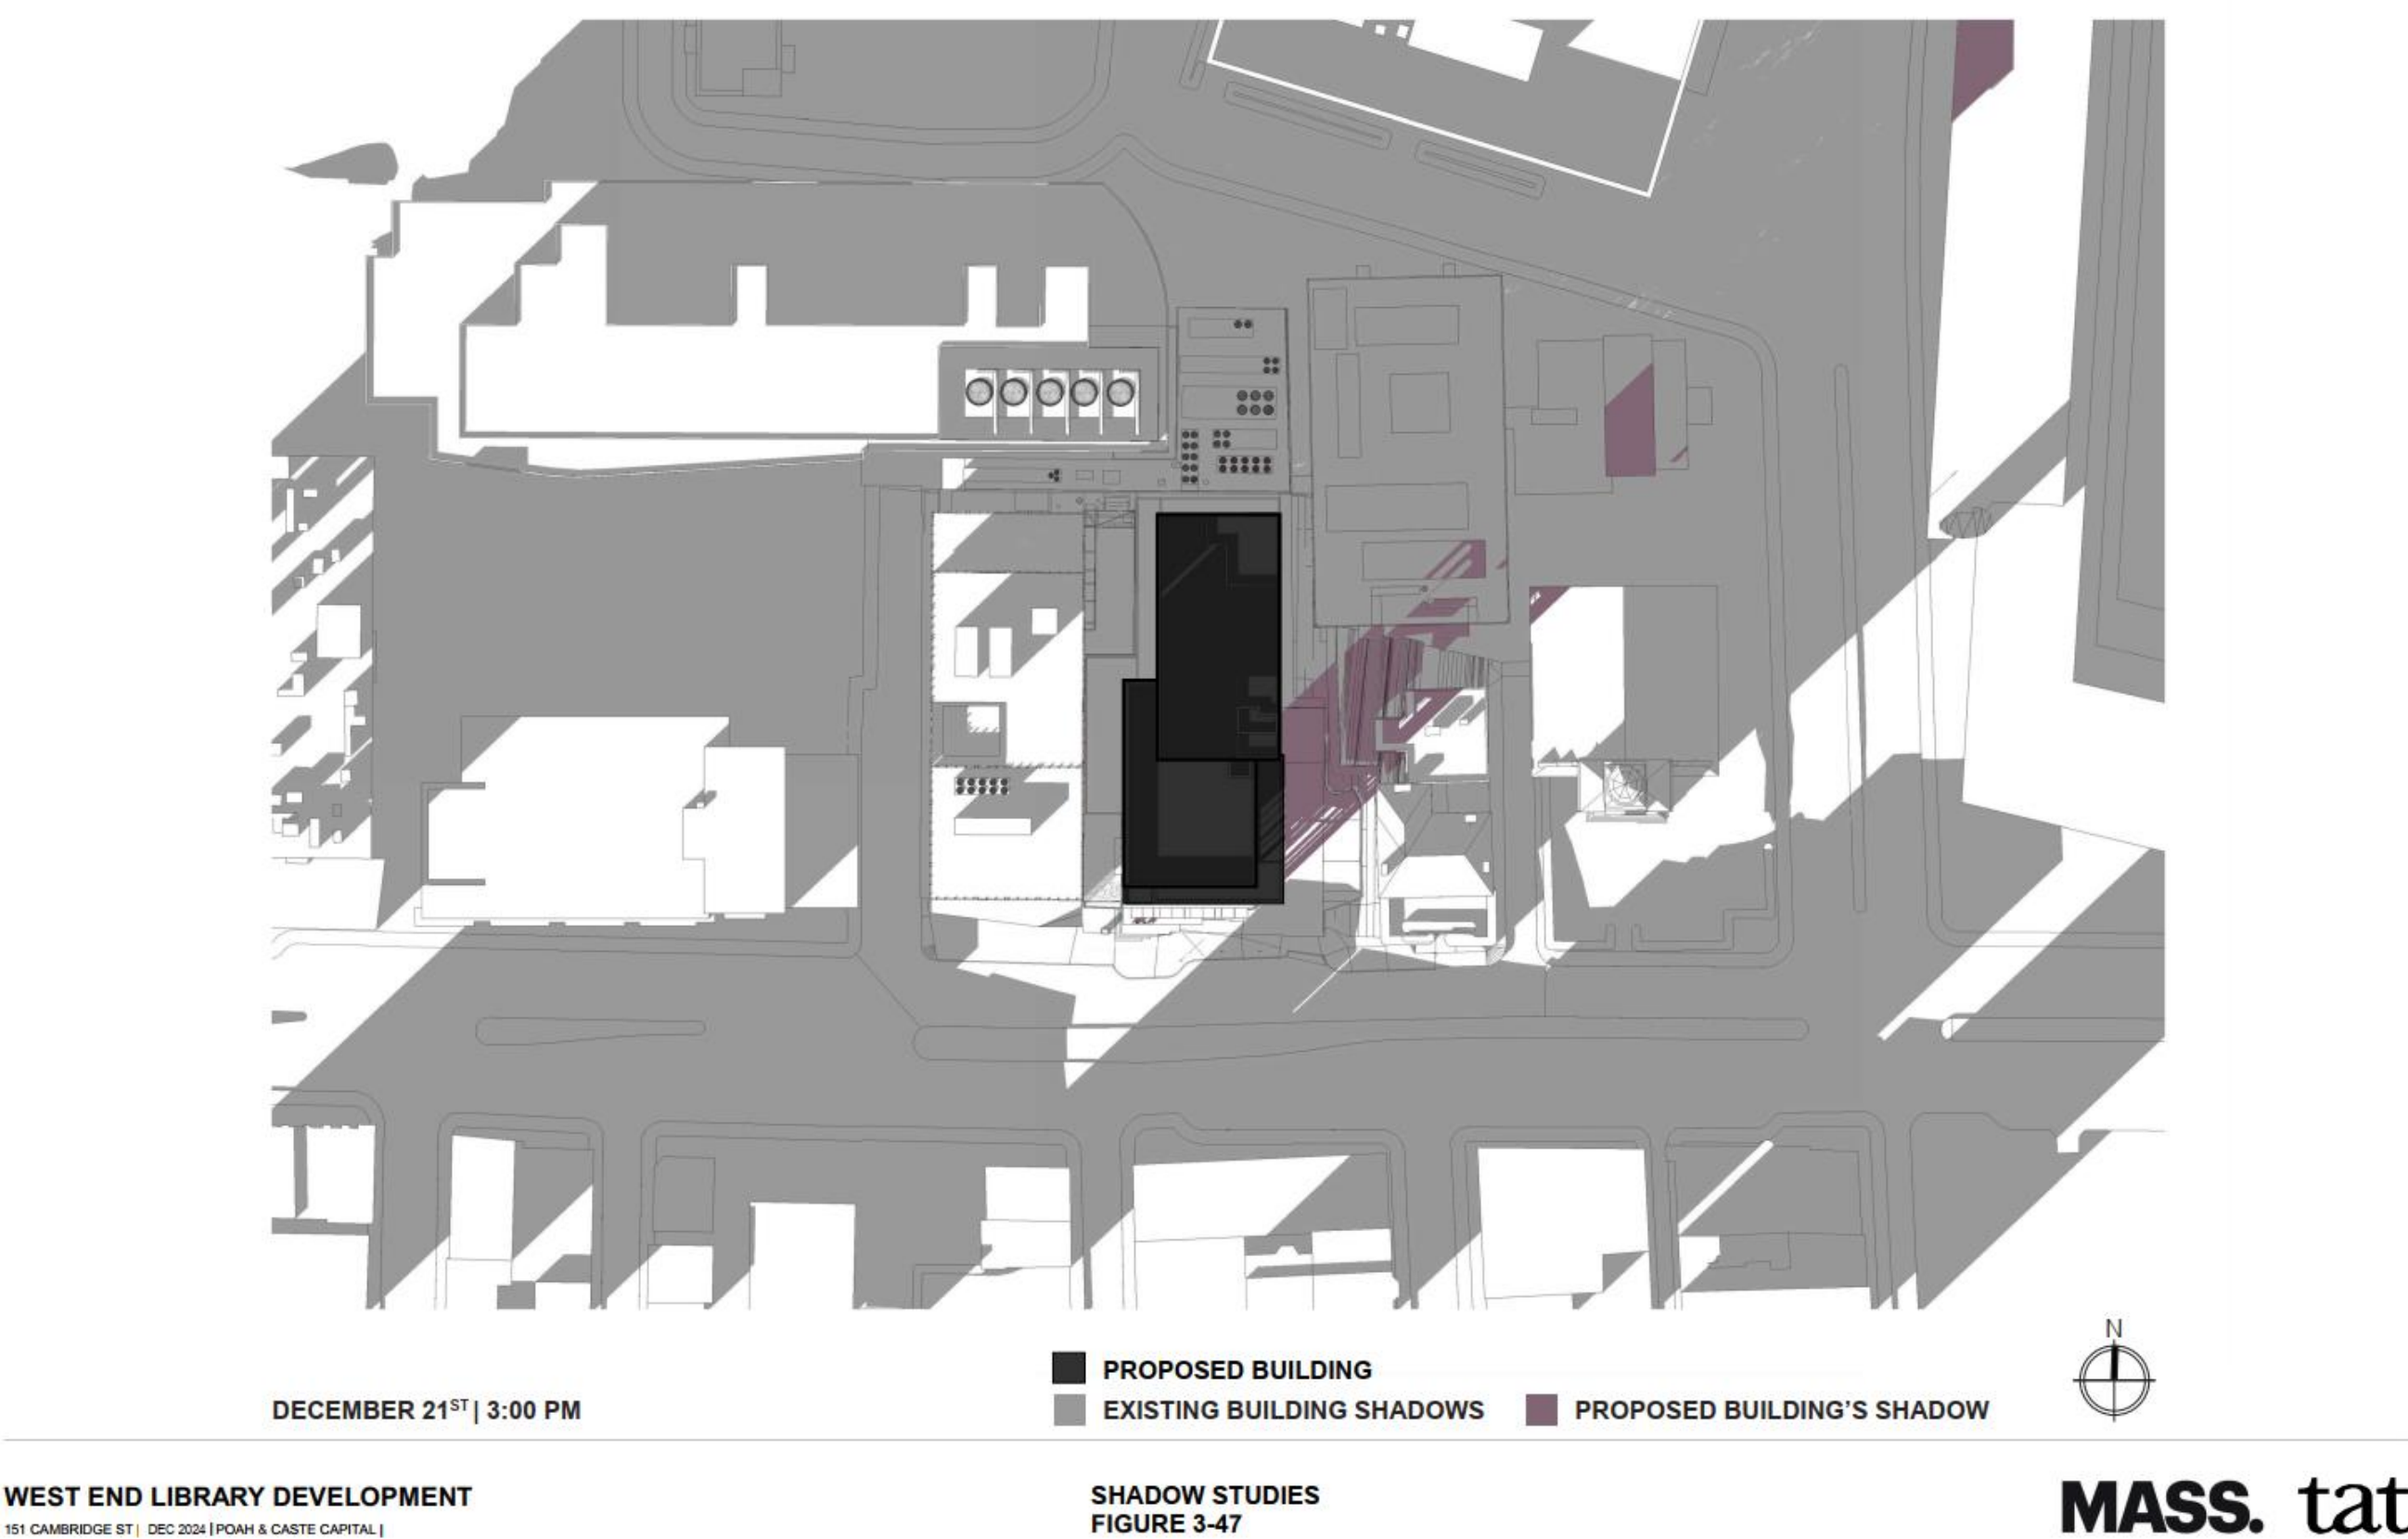 N
PROPOSED BUILDING
DECEMBER 21ST | 3:00 PM
EXISTING BUILDING SHADOWS
PROPOSED BUILDING'S SHADOW
WEST END LIBRARY DEVELOPMENT
151 CAMBRIDGE ST | DEC 2024 | POAH & CASTE CAPITAL |
SHADOW STUDIES
FIGURE 3-47
MASS. tat